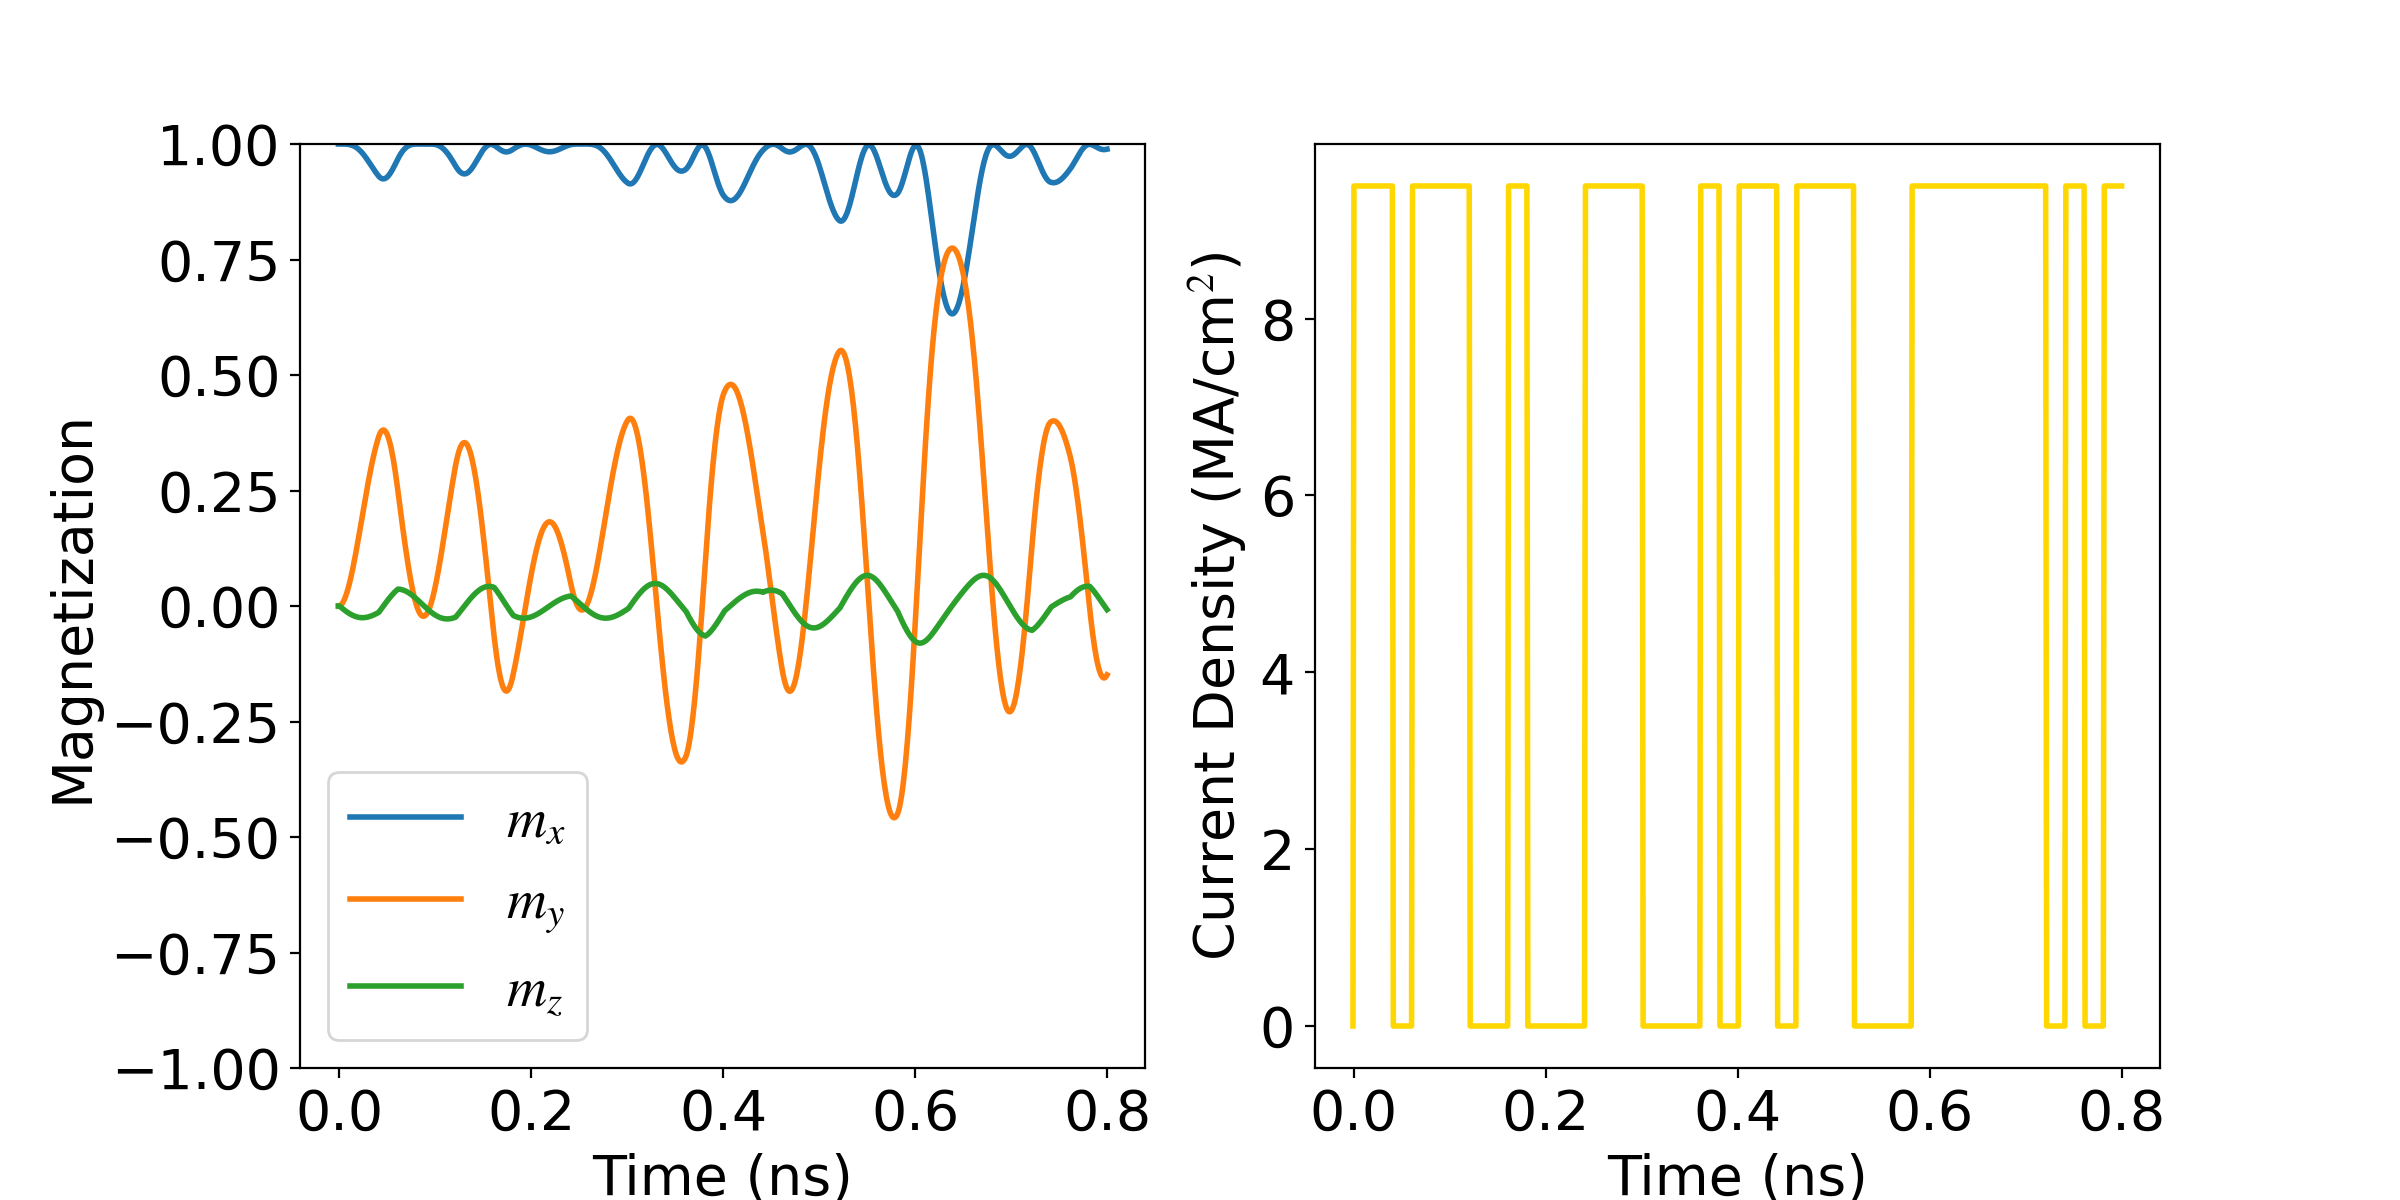 Magnetization
1.00
0.75
0.50
0.25
0.00
−0.25
−0.50
−0.75
−1.00
m_x
m_y
m_z
0.0 0.2 0.4 0.6 0.8
Time (ns)
Current Density (MA/cm²)
8
6
4
2
0
0.0 0.2 0.4 0.6 0.8
Time (ns)